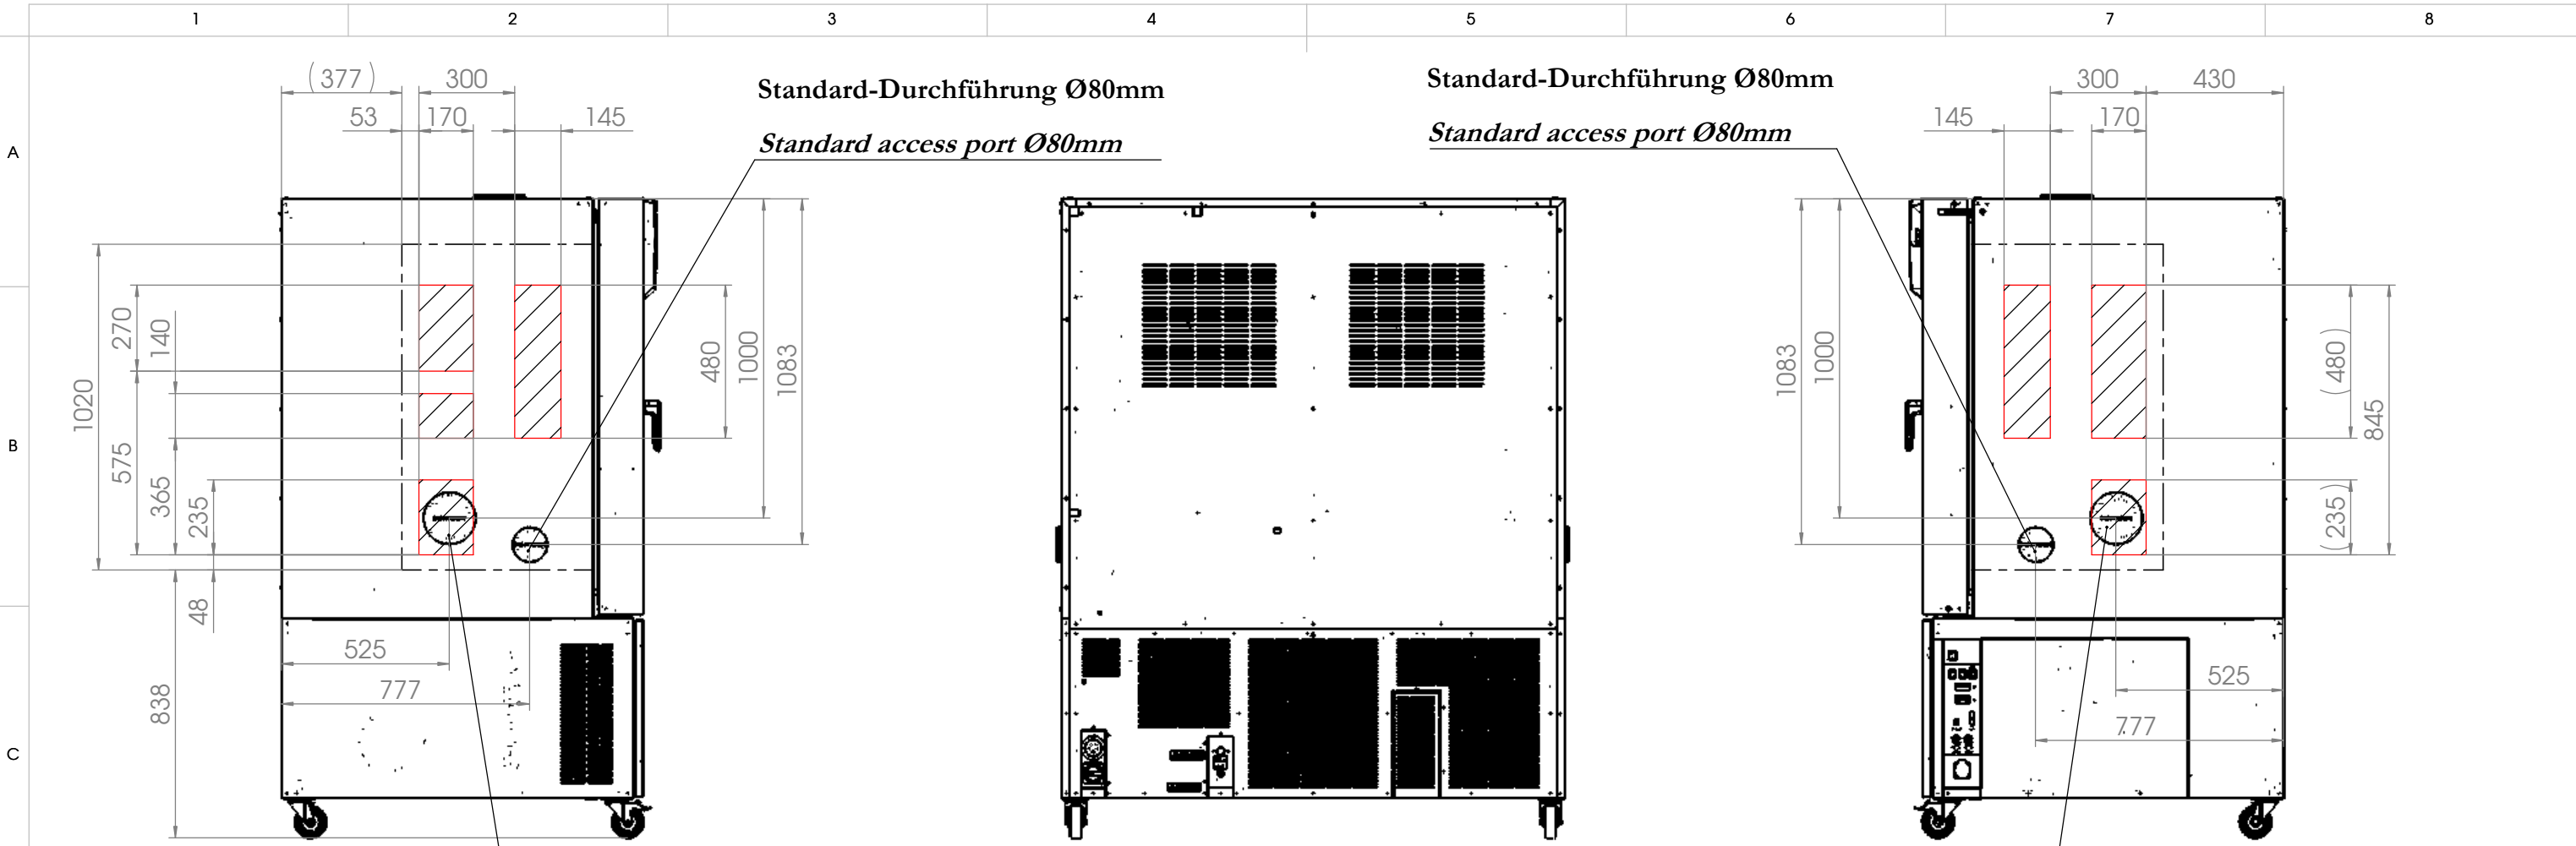 1 2 3 4 5 6 7 8
A
B
C
(377) 300
53 170 145
Standard-Durchführung Ø80mm
Standard access port Ø80mm
Standard-Durchführung Ø80mm
Standard access port Ø80mm
300 430
145 170
1020
270
140
575
365
235
48
838
525
777
480
1000
1083
1083
1000
(480)
845
(235)
525
777